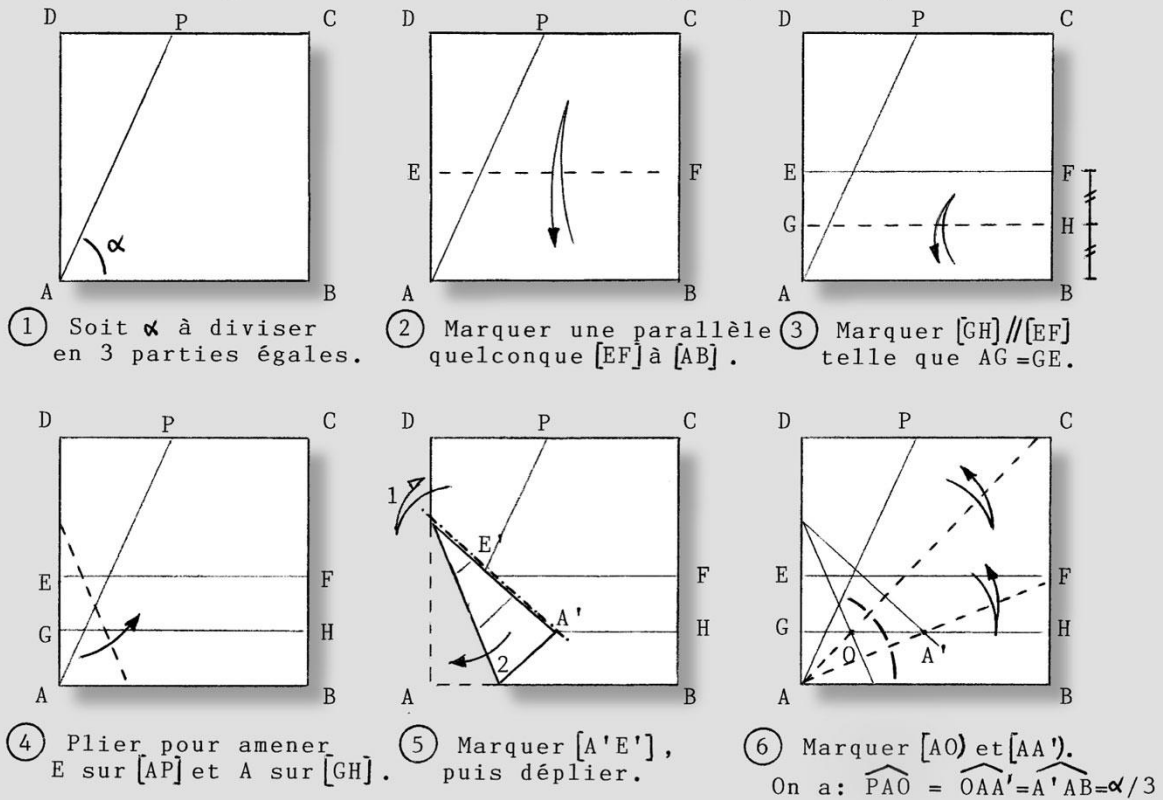 D P C
α
A B
① Soit α à diviser
en 3 parties égales.
D P C
E F
A B
② Marquer une parallèle
quelconque [EF] à [AB].
D P C
E F
G H
A B
③ Marquer [GH]//[EF]
telle que AG=GE.
D P C
E F
G H
A B
④ Plier pour amener
E sur [AP] et A sur [GH].
D P C
1
E' F
A' H
2
A B
⑤ Marquer [A'E'],
puis déplier.
D P C
E F
G H
O A'
A B
⑥ Marquer [AO) et [AA').
On a: PAO = OAA'=A'AB=α/3